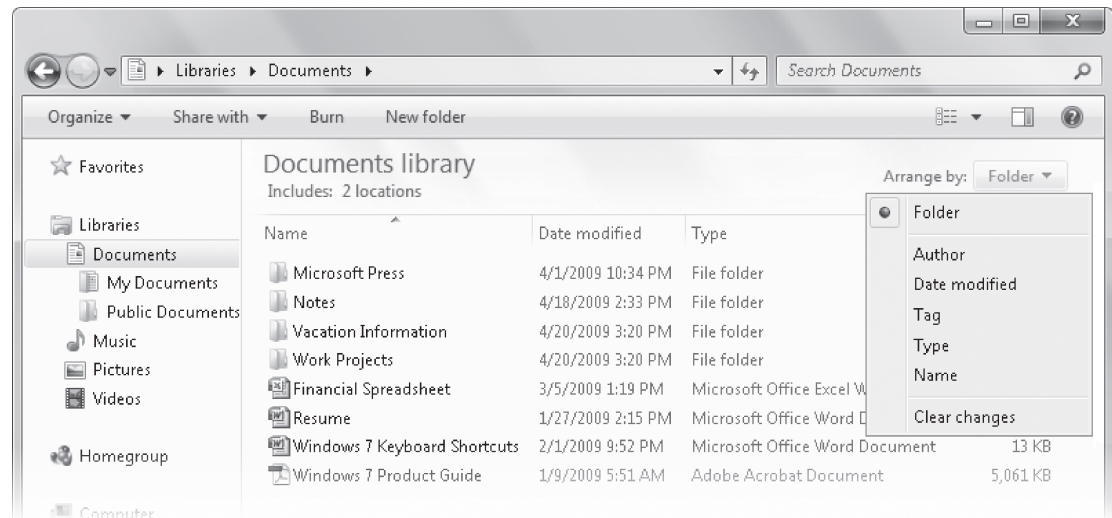 Libraries Documents
Search Documents
Organize Share with Burn New folder
Favorites
Libraries
Documents
My Documents
Public Documents
Music
Pictures
Videos
Homegroup
Computer
Documents library
Includes: 2 locations
Arrange by: Folder
Name Date modified Type
Microsoft Press 4/1/2009 10:34 PM File folder
Notes 4/18/2009 2:33 PM File folder
Vacation Information 4/20/2009 3:20 PM File folder
Work Projects 4/20/2009 3:20 PM File folder
Financial Spreadsheet 3/5/2009 1:19 PM Microsoft Office Excel W
Resume 1/27/2009 2:15 PM Microsoft Office Word D
Windows 7 Keyboard Shortcuts 2/1/2009 9:52 PM Microsoft Office Word Document 13 KB
Windows 7 Product Guide 1/9/2009 5:51 AM Adobe Acrobat Document 5,061 KB
Folder
Author
Date modified
Tag
Type
Name
Clear changes